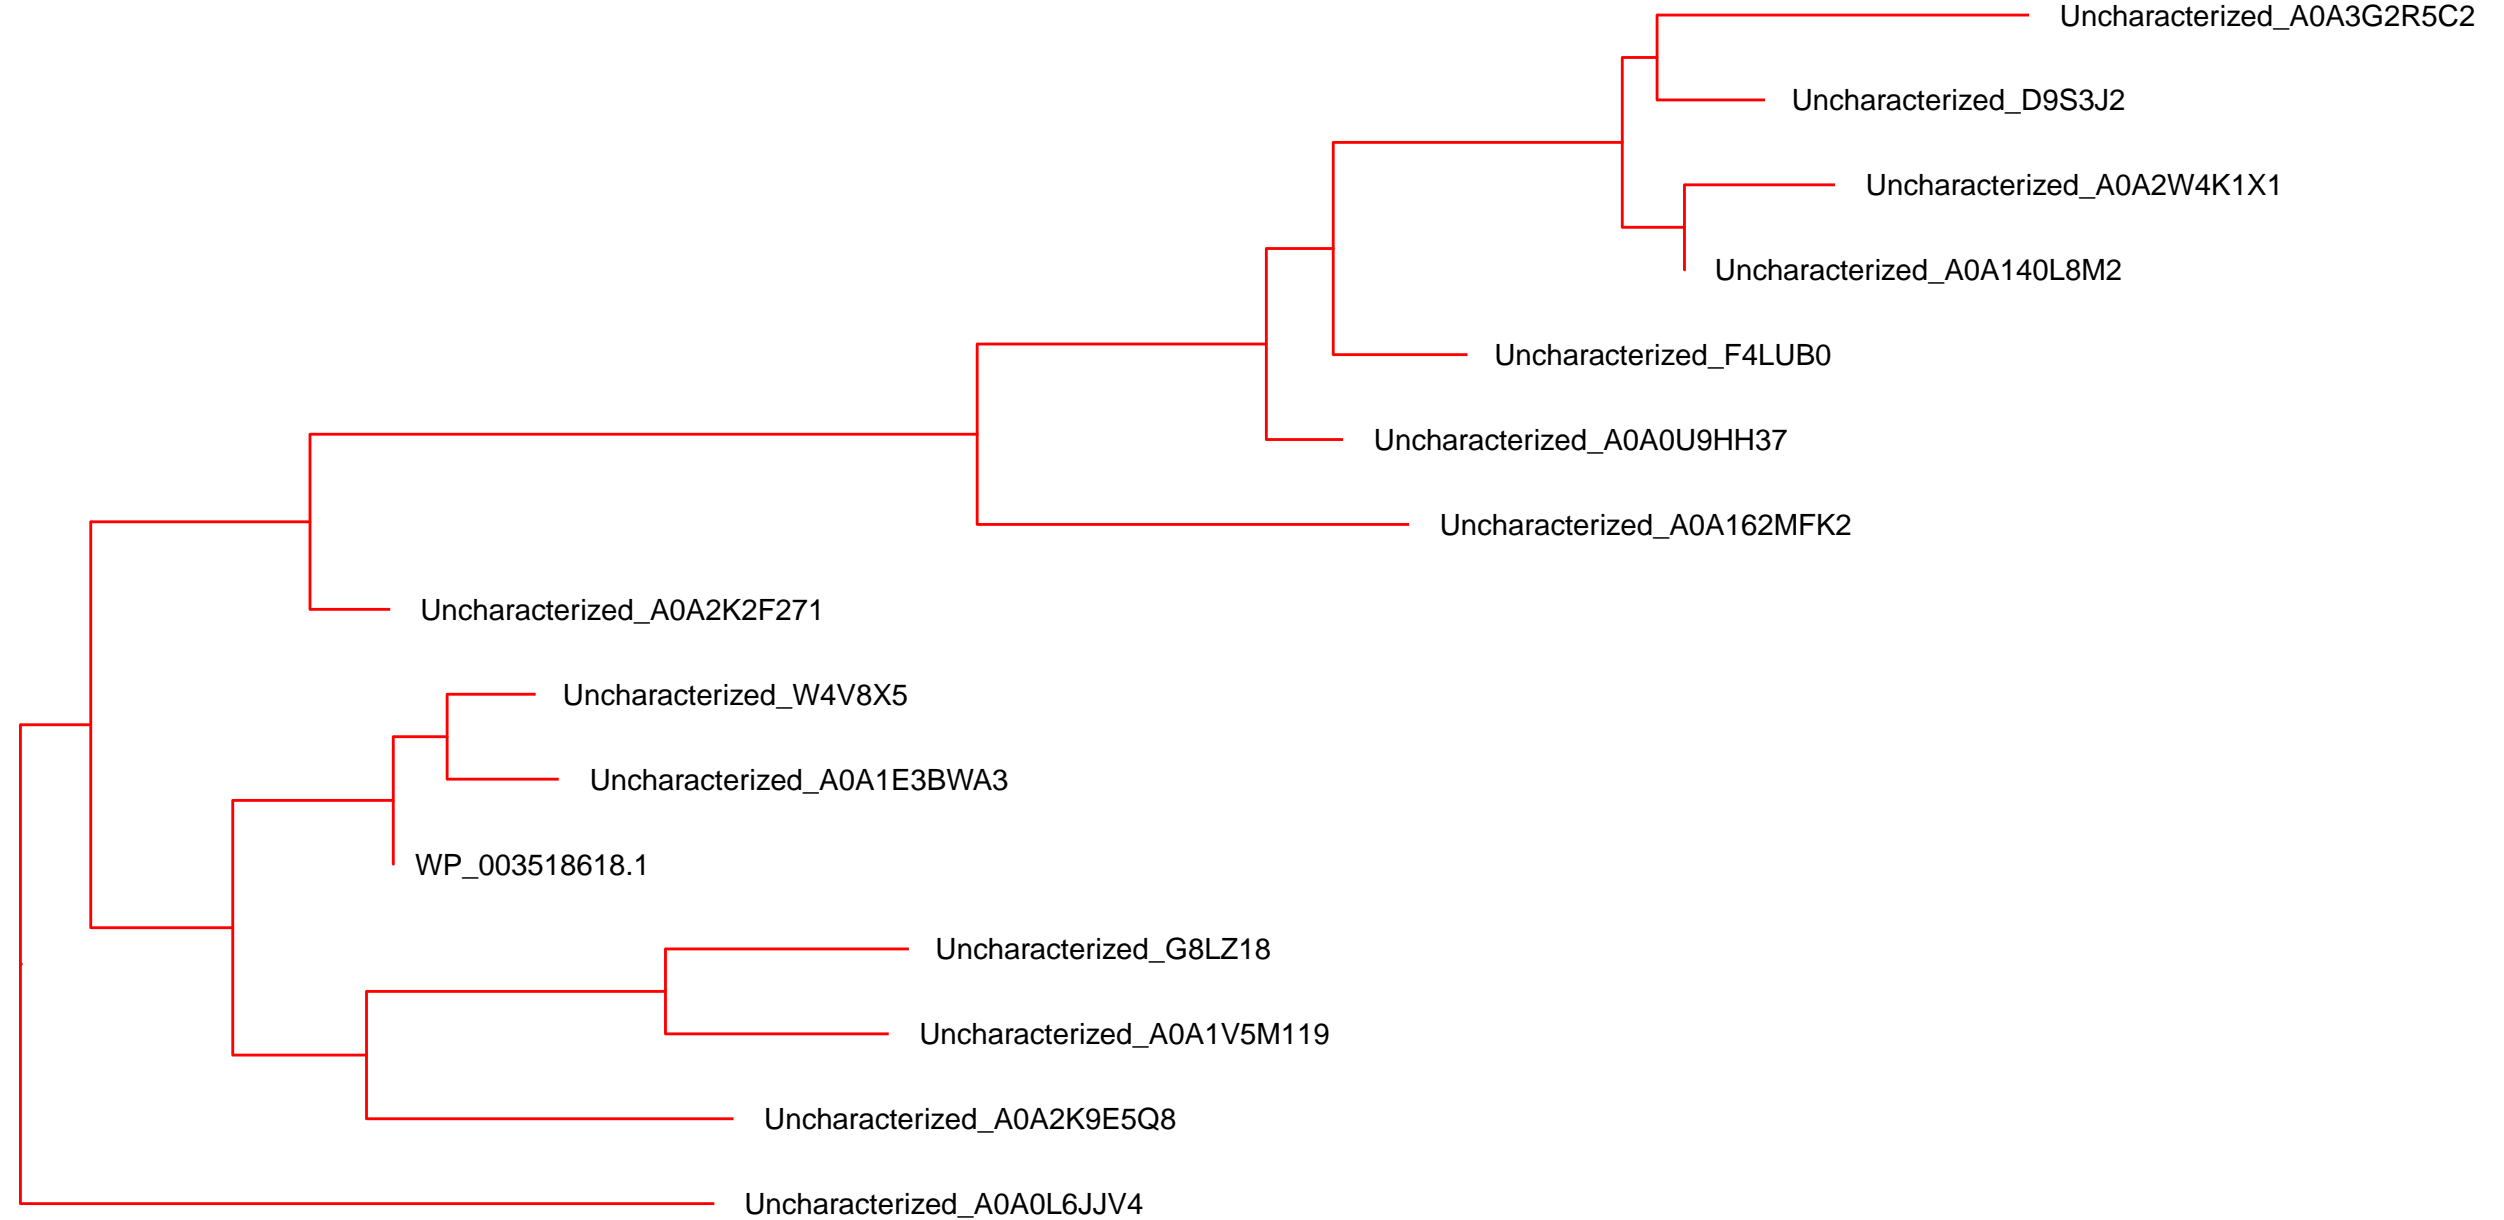 Uncharacterized_A0A3G2R5C2
Uncharacterized_D9S3J2
Uncharacterized_A0A2W4K1X1
Uncharacterized_A0A140L8M2
Uncharacterized_F4LUB0
Uncharacterized_A0A0U9HH37
Uncharacterized_A0A162MFK2
Uncharacterized_A0A2K2F271
Uncharacterized_W4V8X5
Uncharacterized_A0A1E3BWA3
WP_003518618.1
Uncharacterized_G8LZ18
Uncharacterized_A0A1V5M119
Uncharacterized_A0A2K9E5Q8
Uncharacterized_A0A0L6JJV4